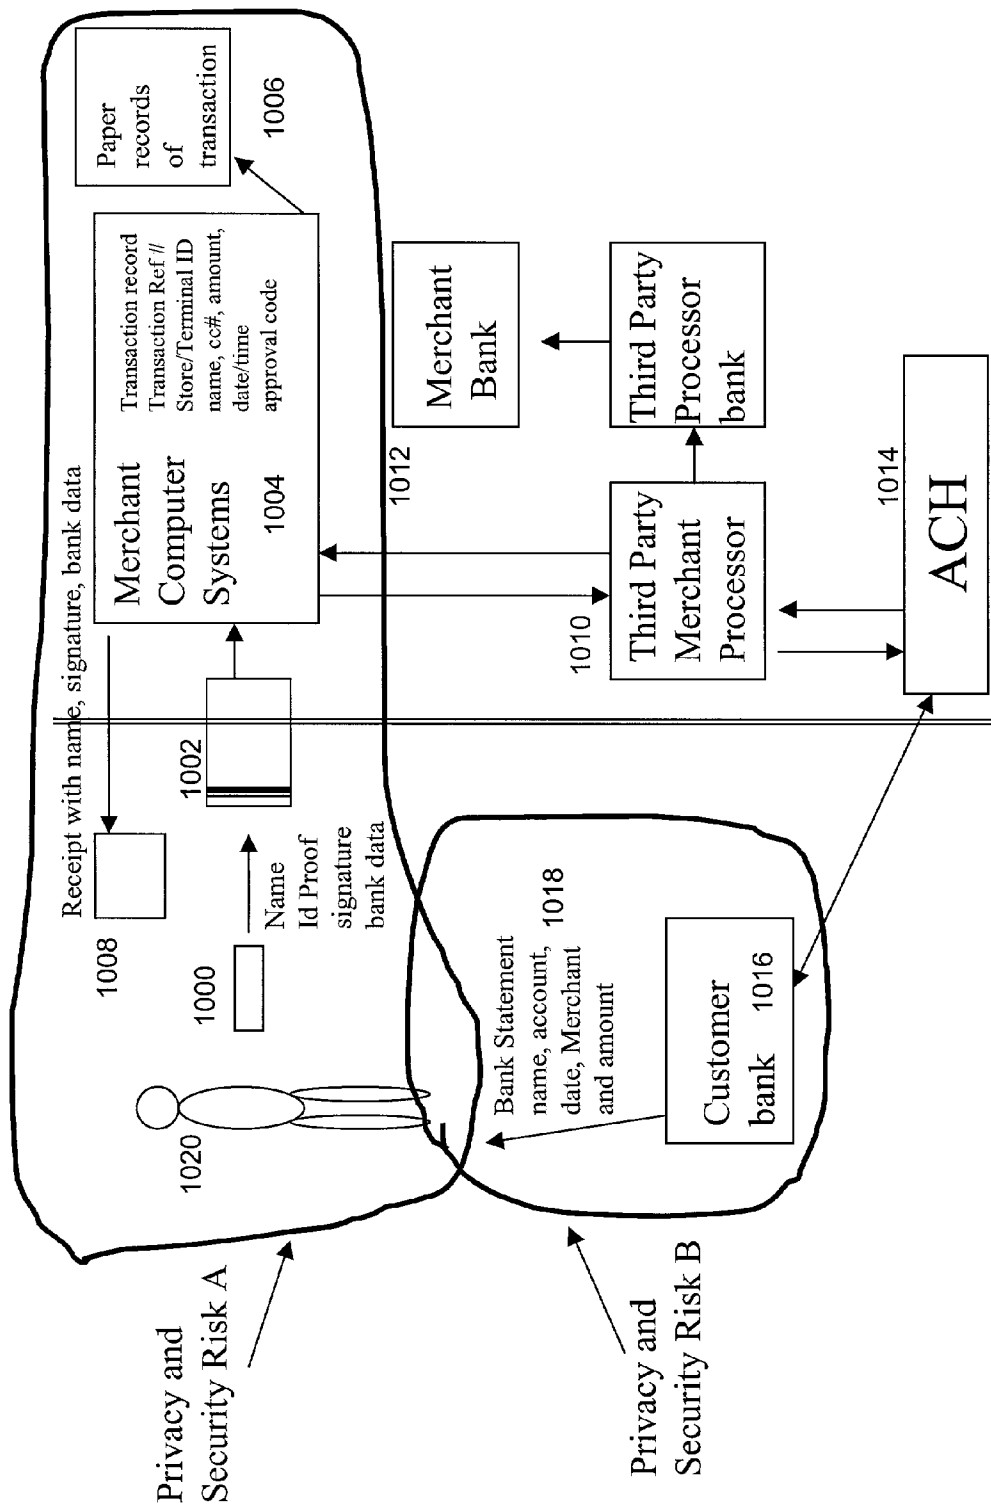 Privacy and
Security Risk A
1020
1008
1000
Receipt with name, signature, bank data
Name
Id Proof
signature
bank data
1002
Merchant
Computer
Systems
1004
Transaction record
Transaction Ref #
Store/Terminal ID
name, cc#, amount,
date/time
approval code
Paper
records
of
transaction
1006
Privacy and
Security Risk B
Bank Statement
name, account,
date, Merchant
and amount
1018
Customer
bank
1016
1010
Third Party
Merchant
Processor
1012
Merchant
Bank
Third Party
Processor
bank
1014
ACH